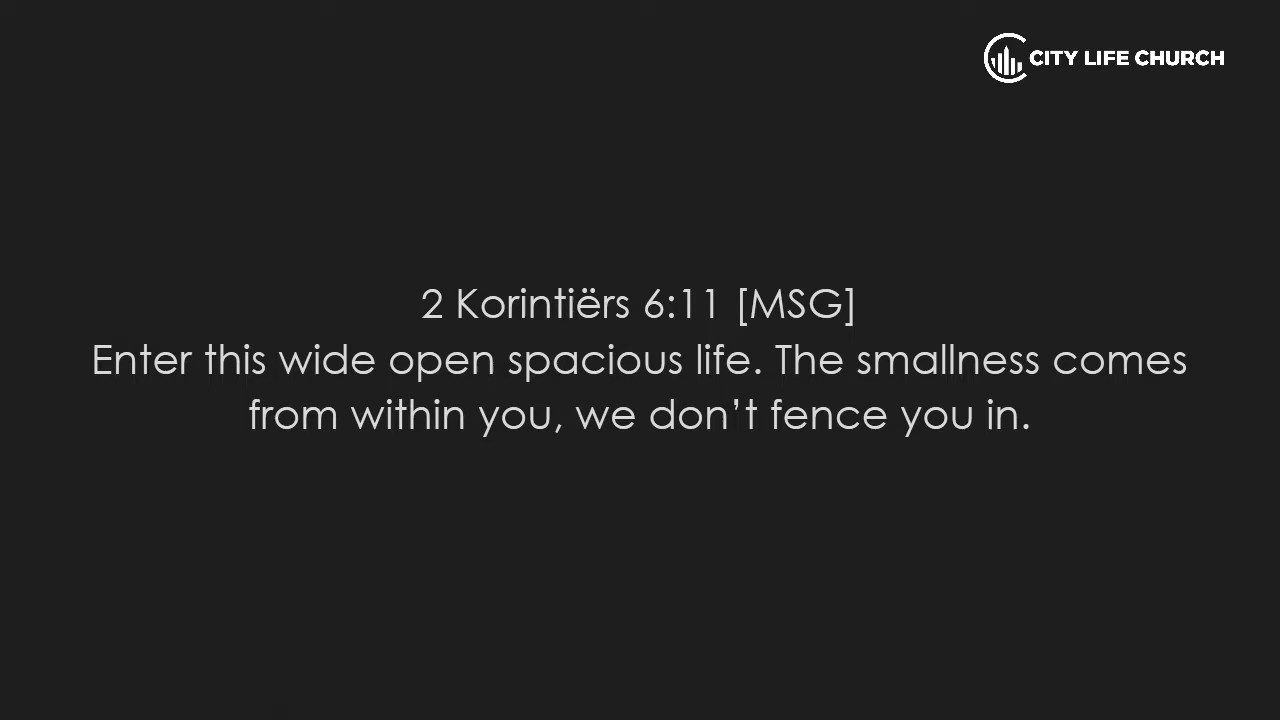 CITY LIFE CHURCH
2 Korintiërs 6:11 [MSG]
Enter this wide open spacious life. The smallness comes
from within you, we don’t fence you in.